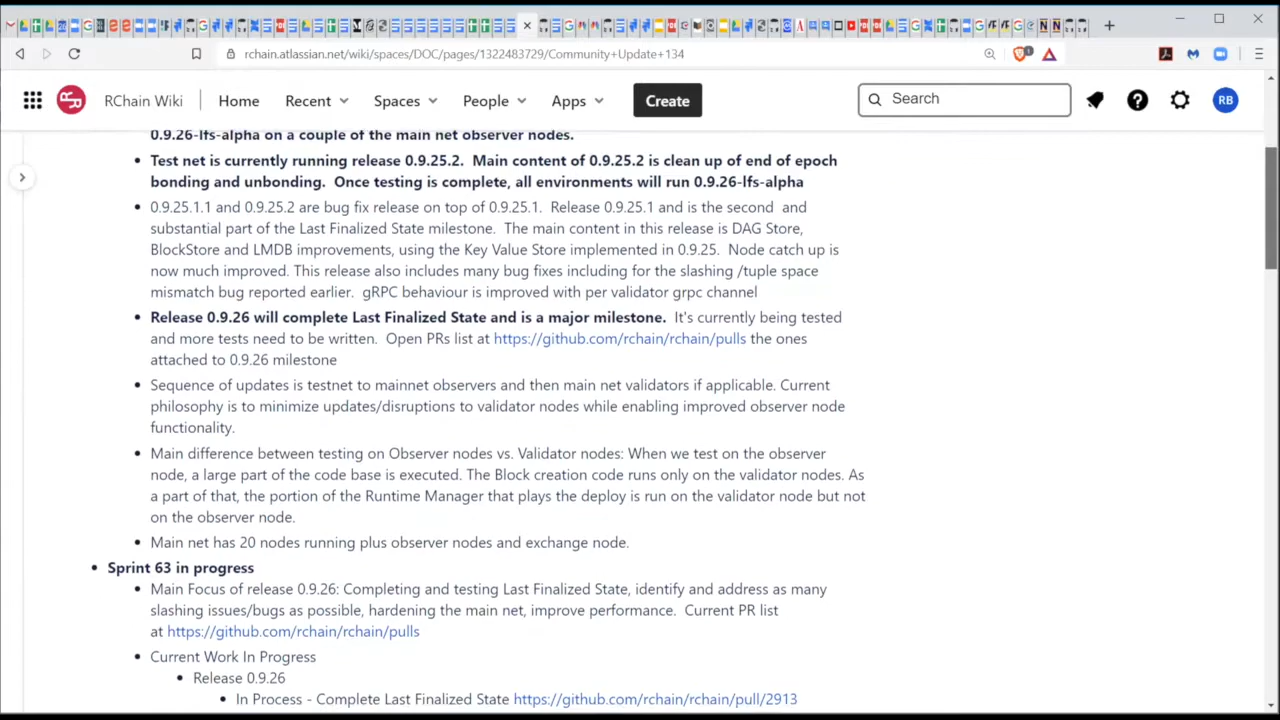 rchain.atlassian.net/wiki/spaces/DOC/pages/1322483729/Community+Update+134
RChain Wiki
Home
Recent
Spaces
People
Apps
Create
Search
RB
0.9.26-lfs-alpha on a couple of the main net observer nodes.
Test net is currently running release 0.9.25.2. Main content of 0.9.25.2 is clean up of end of epoch
bonding and unbonding. Once testing is complete, all environments will run 0.9.26-lfs-alpha
0.9.25.1.1 and 0.9.25.2 are bug fix release on top of 0.9.25.1. Release 0.9.25.1 and is the second and
substantial part of the Last Finalized State milestone. The main content in this release is DAG Store,
BlockStore and LMDB improvements, using the Key Value Store implemented in 0.9.25. Node catch up is
now much improved. This release also includes many bug fixes including for the slashing /tuple space
mismatch bug reported earlier. gRPC behaviour is improved with per validator grpc channel
Release 0.9.26 will complete Last Finalized State and is a major milestone. It's currently being tested
and more tests need to be written. Open PRs list at https://github.com/rchain/rchain/pulls the ones
attached to 0.9.26 milestone
Sequence of updates is testnet to mainnet observers and then main net validators if applicable. Current
philosophy is to minimize updates/disruptions to validator nodes while enabling improved observer node
functionality.
Main difference between testing on Observer nodes vs. Validator nodes: When we test on the observer
node, a large part of the code base is executed. The Block creation code runs only on the validator nodes. As
a part of that, the portion of the Runtime Manager that plays the deploy is run on the validator node but not
on the observer node.
Main net has 20 nodes running plus observer nodes and exchange node.
Sprint 63 in progress
Main Focus of release 0.9.26: Completing and testing Last Finalized State, identify and address as many
slashing issues/bugs as possible, hardening the main net, improve performance. Current PR list
at https://github.com/rchain/rchain/pulls
Current Work In Progress
Release 0.9.26
In Process - Complete Last Finalized State https://github.com/rchain/rchain/pull/2913